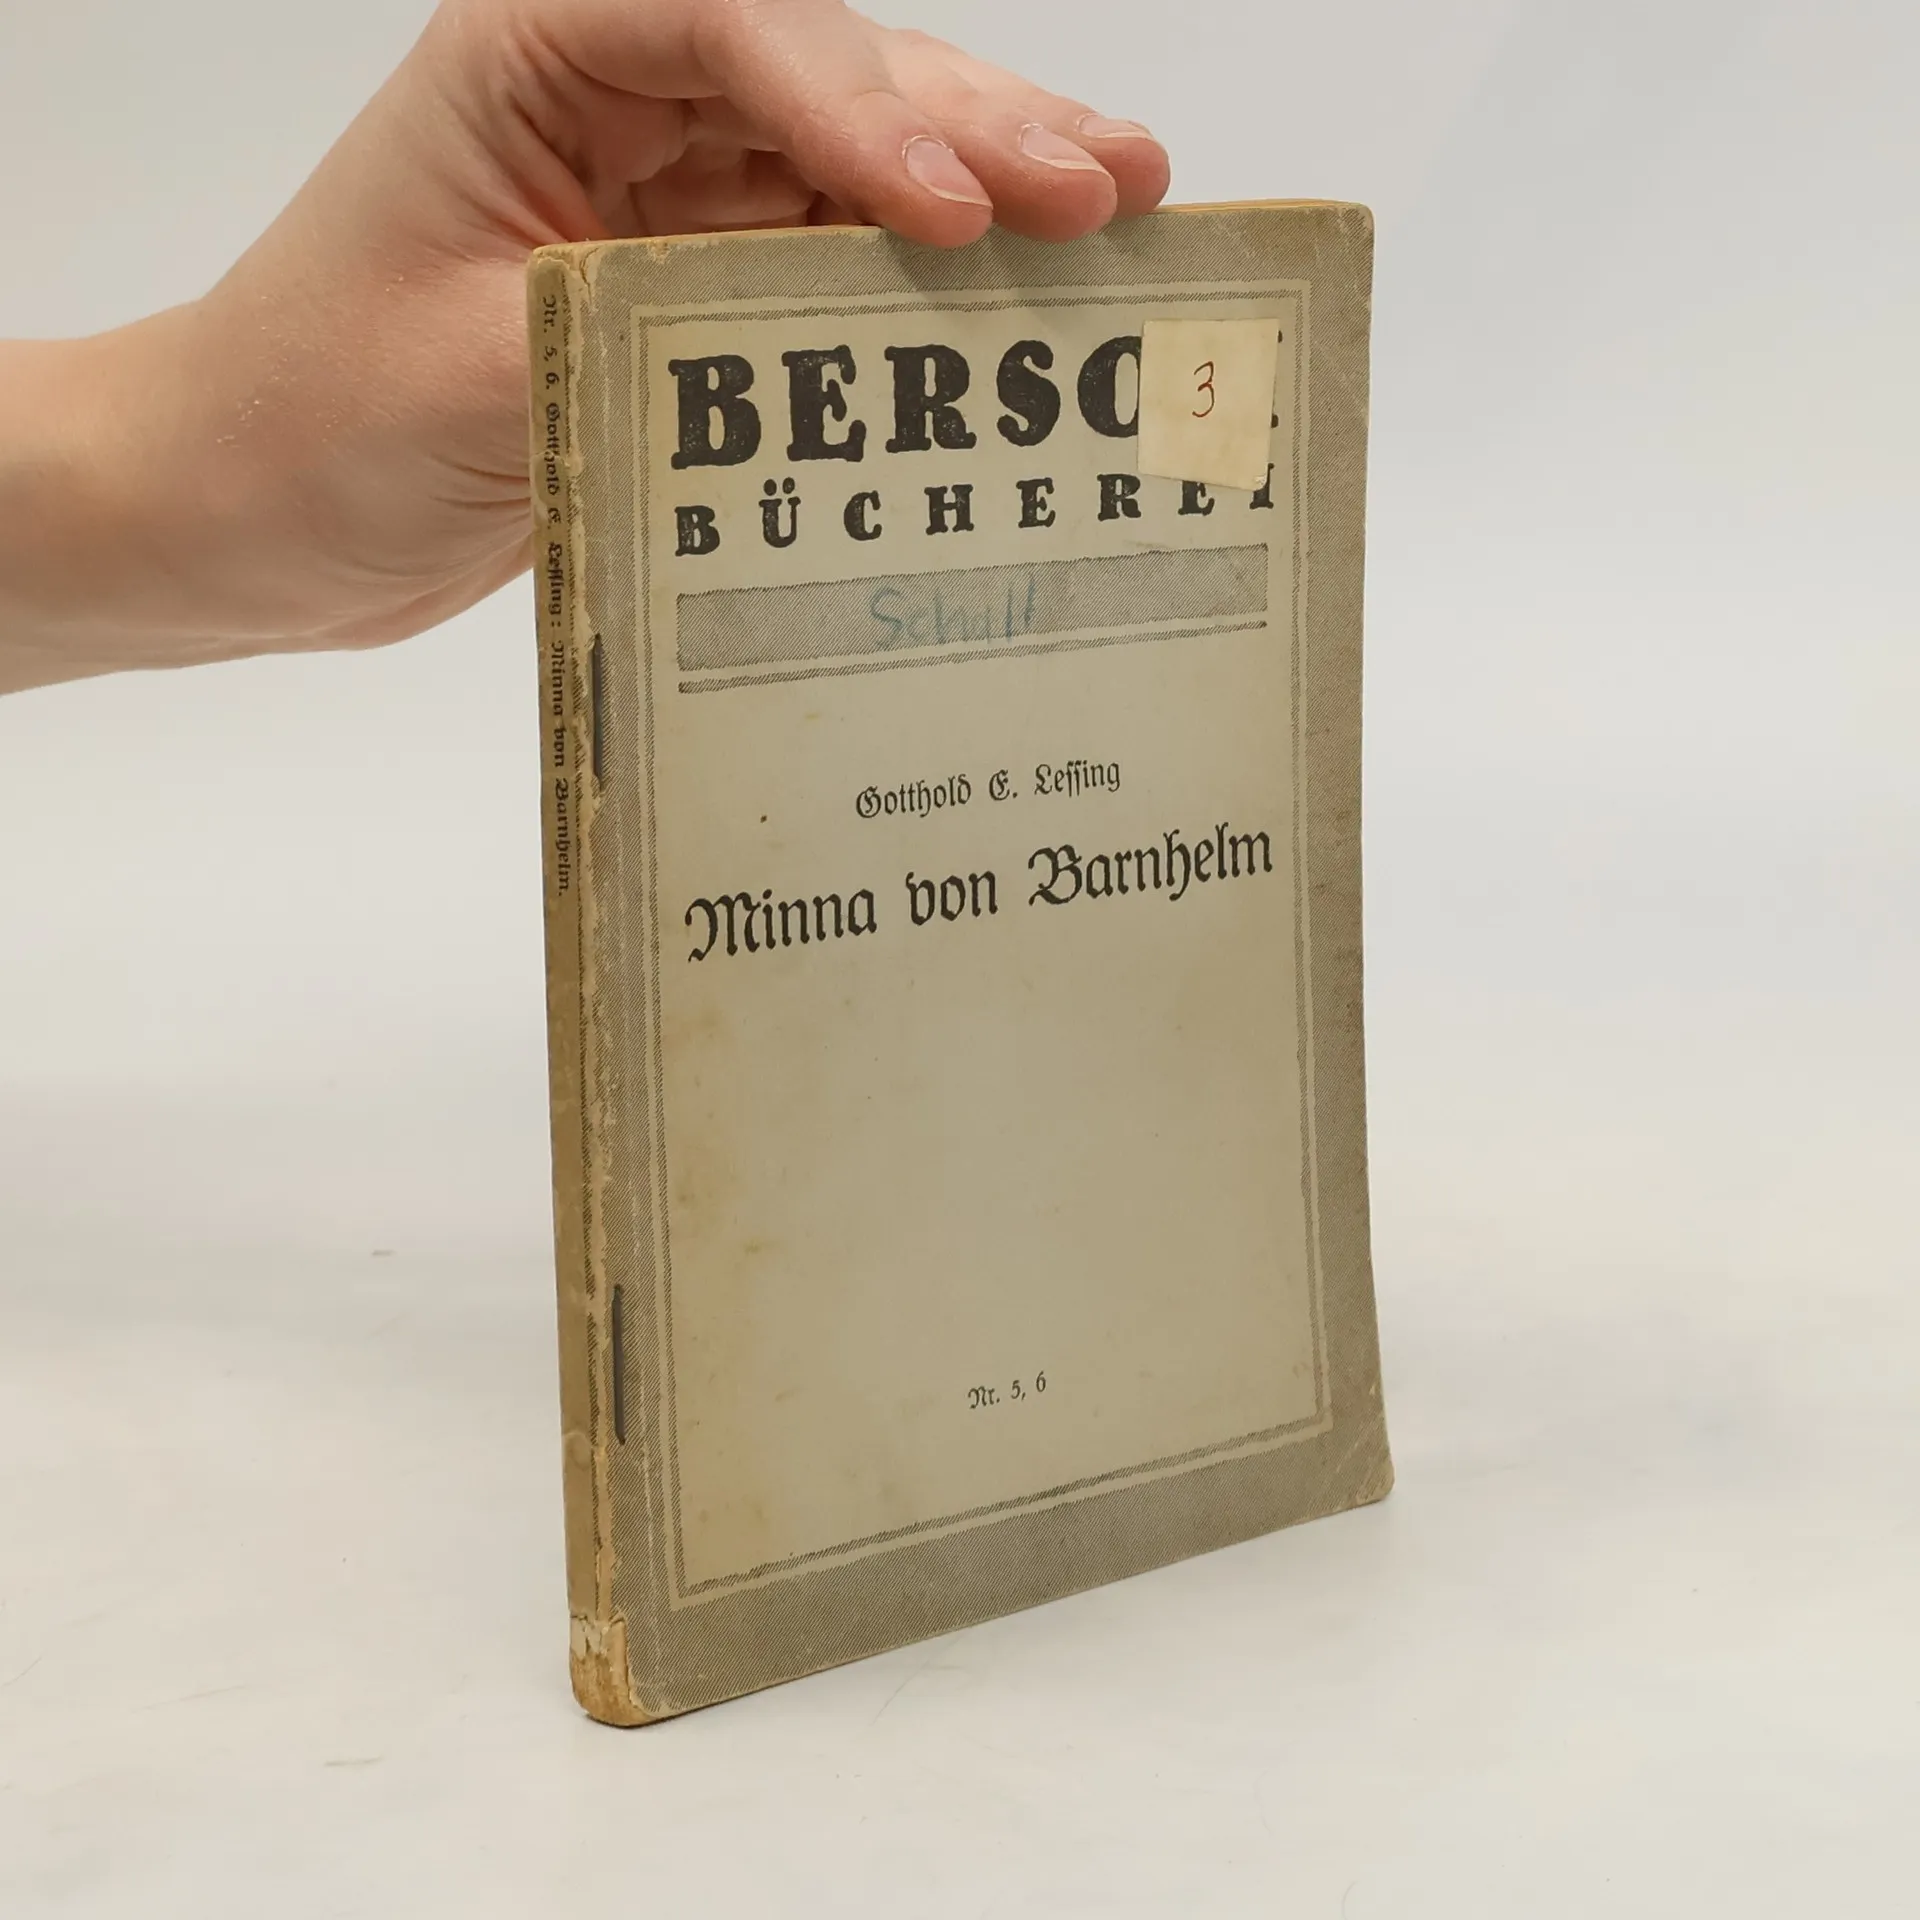 BERSC
3
BÜCHEREI
Gotthold E. Lessing
Minna von Barnhelm
Nr. 5, 6
Nr. 5, 6. Gotthold E. Lessing: Minna von Barnhelm.